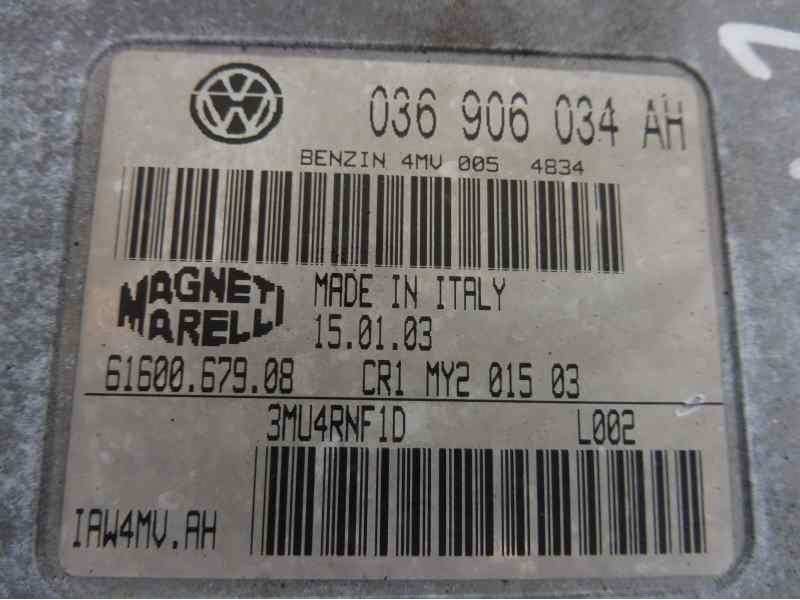 036 906 034 AH
BENZIN 4MV 005 4834
MAGNETI
MARELLI
MADE IN ITALY
15.01.03
61600.679.08 CR1 MY2 015 03
3MU4RNF1D L002
IAW4MV.AH